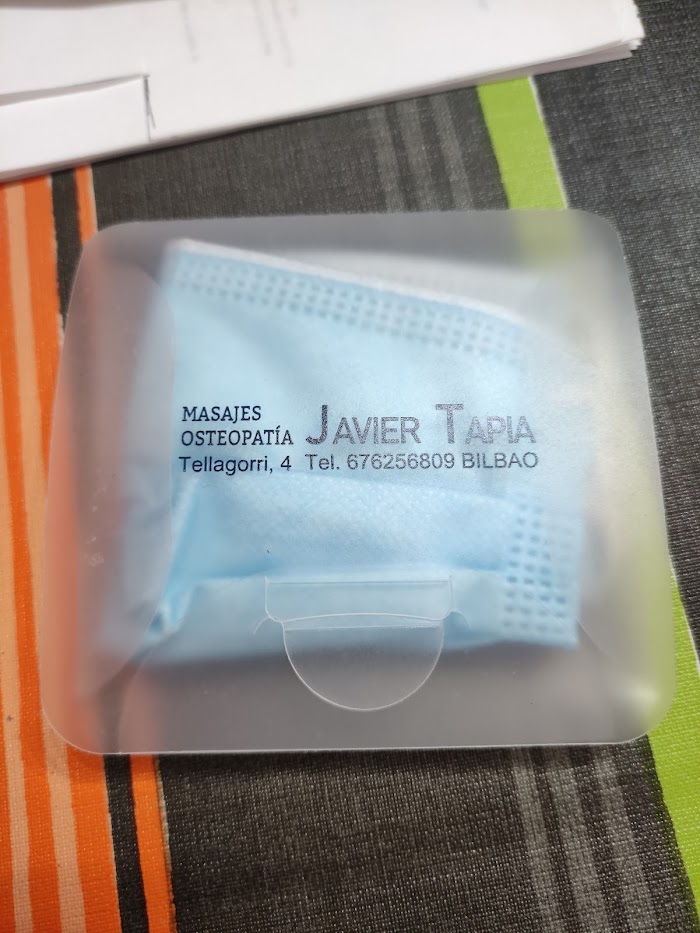 MASAJES
OSTEOPATÍA JAVIER TAPIA
Tellagorri, 4 Tel. 676256809 BILBAO